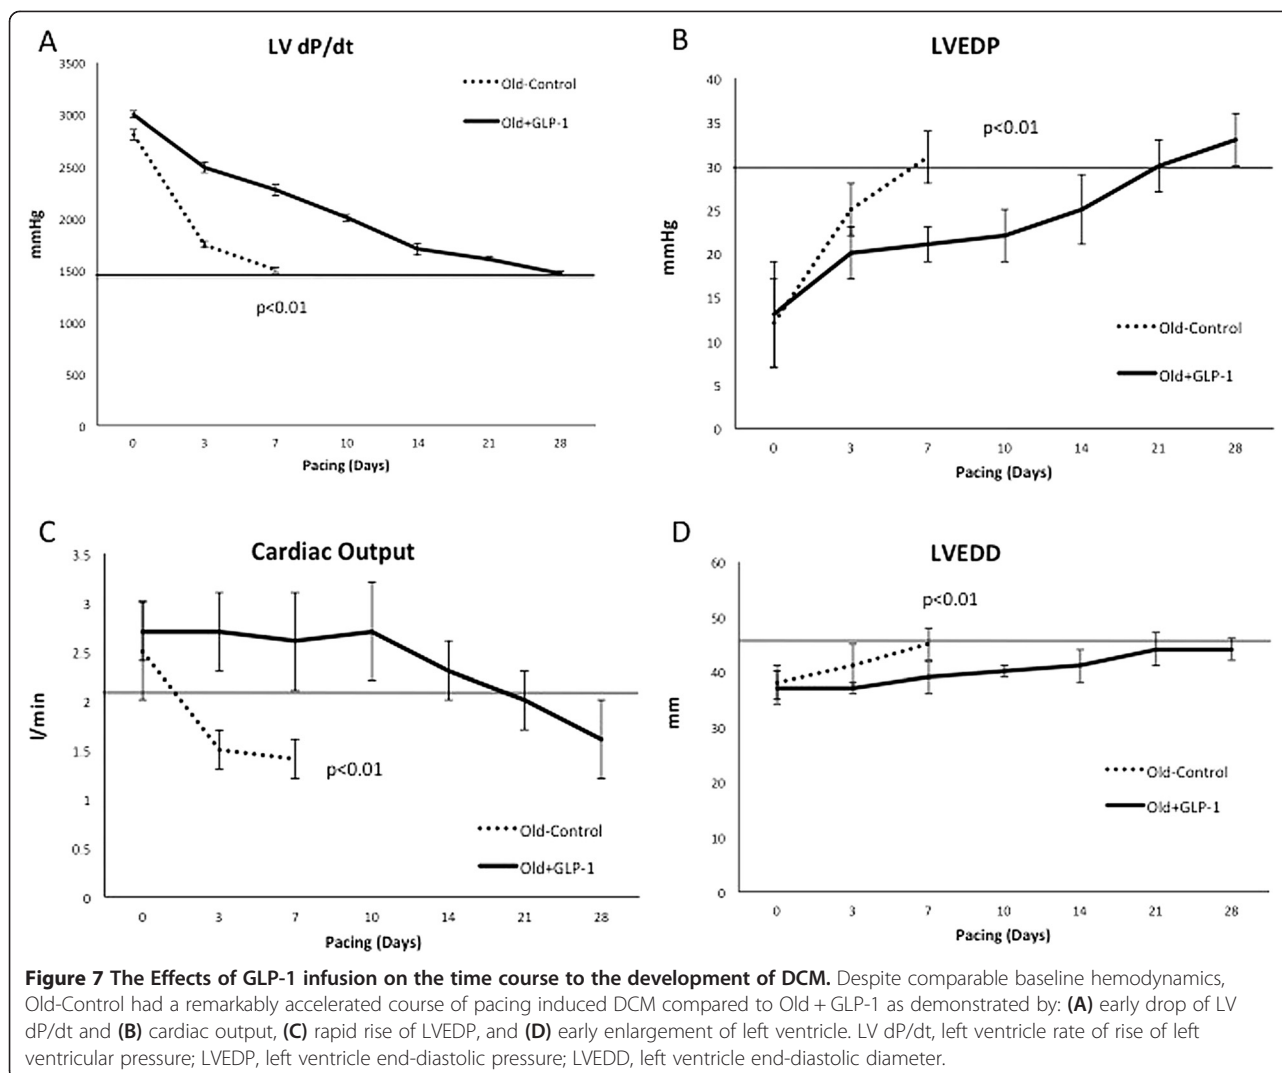 A
LV dP/dt
3500
3000
2500
2000
1500
1000
500
0
mmHg
Old-Control
Old+GLP-1
p<0.01
0 3 7 10 14 21 28
Pacing (Days)
B
LVEDP
40
35
30
25
20
15
10
5
0
mmHg
p<0.01
Old-Control
Old+GLP-1
0 3 7 10 14 21 28
Pacing (Days)
C
Cardiac Output
3.5
3
2.5
2
1.5
1
0.5
0
l/min
p<0.01
Old-Control
Old+GLP-1
0 3 7 10 14 21 28
Pacing (Days)
D
LVEDD
60
50
40
30
20
10
0
mm
p<0.01
Old-Control
Old+GLP-1
0 3 7 10 14 21 28
Pacing (Days)
Figure 7 The Effects of GLP-1 infusion on the time course to the development of DCM. Despite comparable baseline hemodynamics,
Old-Control had a remarkably accelerated course of pacing induced DCM compared to Old + GLP-1 as demonstrated by: (A) early drop of LV
dP/dt and (B) cardiac output, (C) rapid rise of LVEDP, and (D) early enlargement of left ventricle. LV dP/dt, left ventricle rate of rise of left
ventricular pressure; LVEDP, left ventricle end-diastolic pressure; LVEDD, left ventricle end-diastolic diameter.